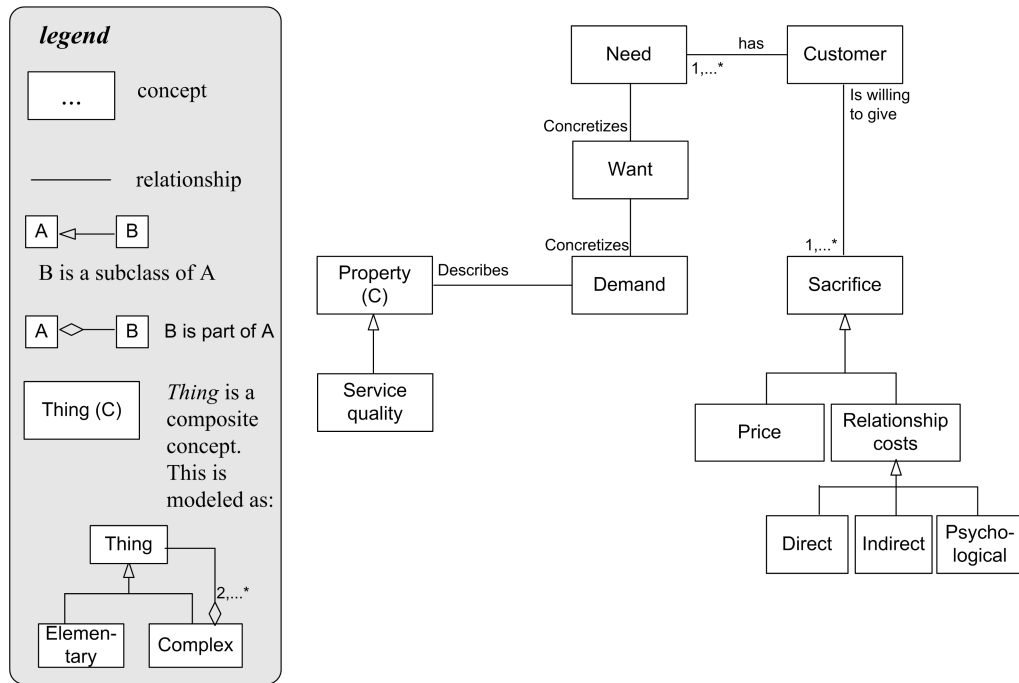 legend
...
concept
relationship
A
B
B is a subclass of A
A
B
B is part of A
Thing (C)
Thing is a
composite
concept.
This is
modeled as:
Thing
2,...*
Elemen-
tary
Complex
Need
has
1,...*
Customer
Is willing
to give
Concretizes
Want
Concretizes
1,...*
Property
(C)
Describes
Demand
Sacrifice
Service
quality
Price
Relationship
costs
Direct
Indirect
Psycho-
logical